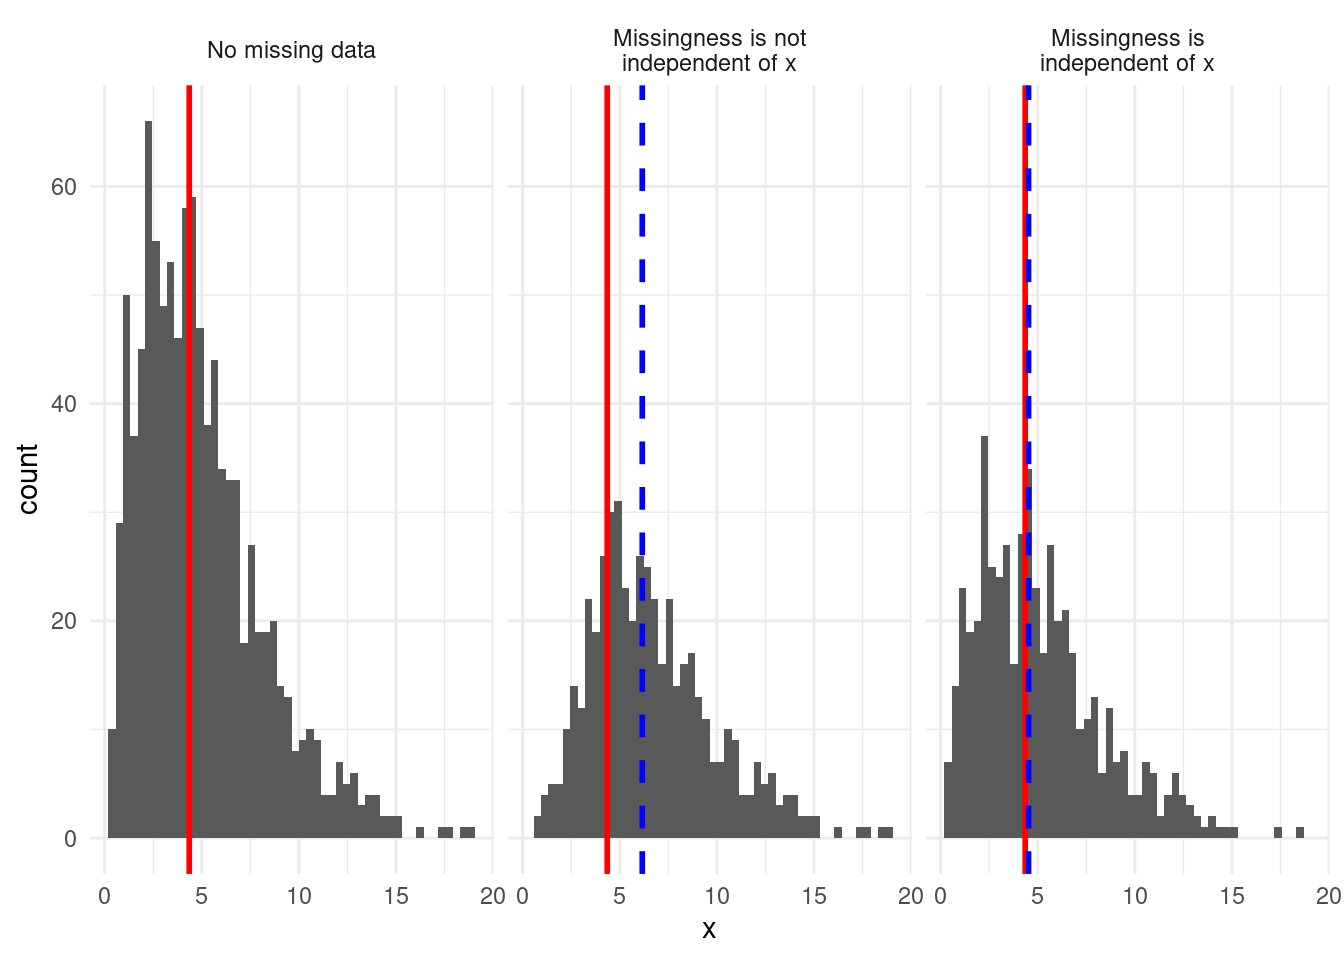 No missing data
Missingness is not
independent of x
Missingness is
independent of x
60
40
20
0
count
0 5 10 15 20
0 5 10 15 20
0 5 10 15 20
x